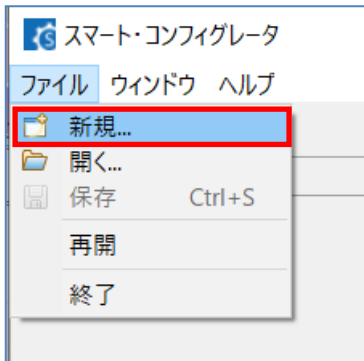 スマート・コンフィグレータ
ファイル ウィンドウ ヘルプ
新規...
開く...
保存 Ctrl+S
再開
終了